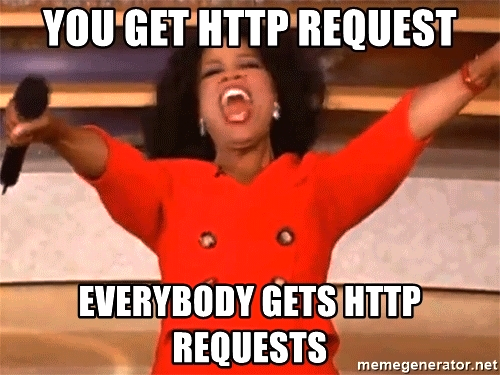 YOU GET HTTP REQUEST
EVERYBODY GETS HTTP
REQUESTS
memegenerator.net